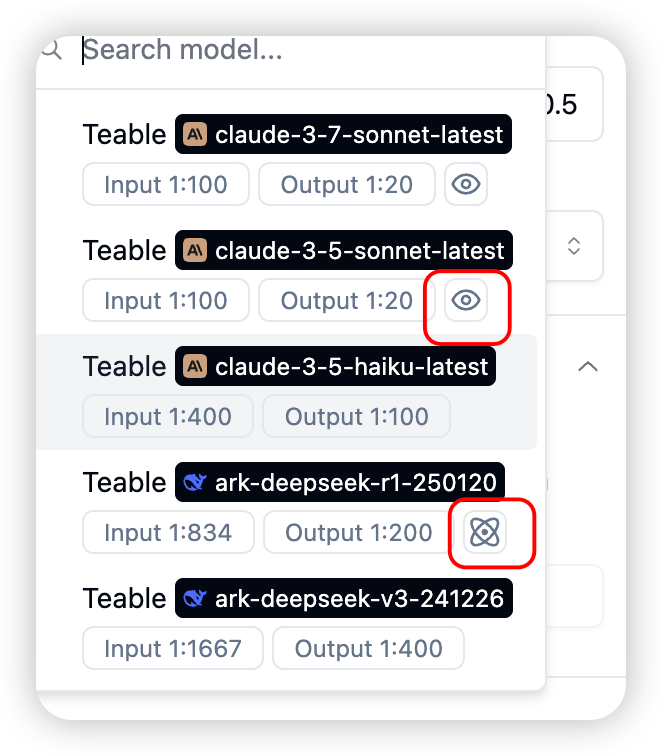 Search model...
0.5
Teable claude-3-7-sonnet-latest
Input 1:100 Output 1:20
Teable claude-3-5-sonnet-latest
Input 1:100 Output 1:20
Teable claude-3-5-haiku-latest
Input 1:400 Output 1:100
Teable ark-deepseek-r1-250120
Input 1:834 Output 1:200
Teable ark-deepseek-v3-241226
Input 1:1667 Output 1:400